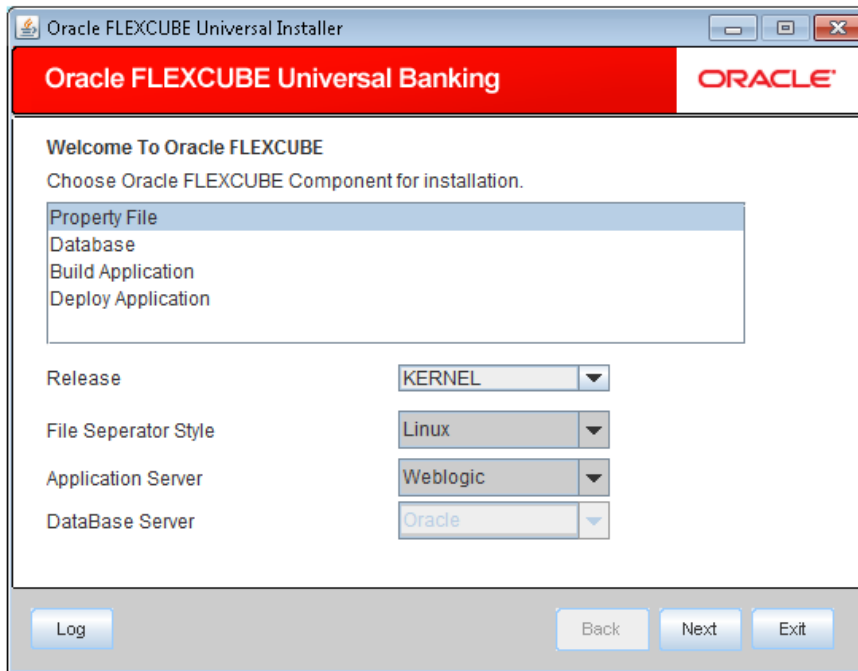 Oracle FLEXCUBE Universal Installer
Oracle FLEXCUBE Universal Banking
ORACLE
Welcome To Oracle FLEXCUBE
Choose Oracle FLEXCUBE Component for installation.
Property File
Database
Build Application
Deploy Application
Release KERNEL
File Seperator Style Linux
Application Server Weblogic
DataBase Server Oracle
Log Back Next Exit